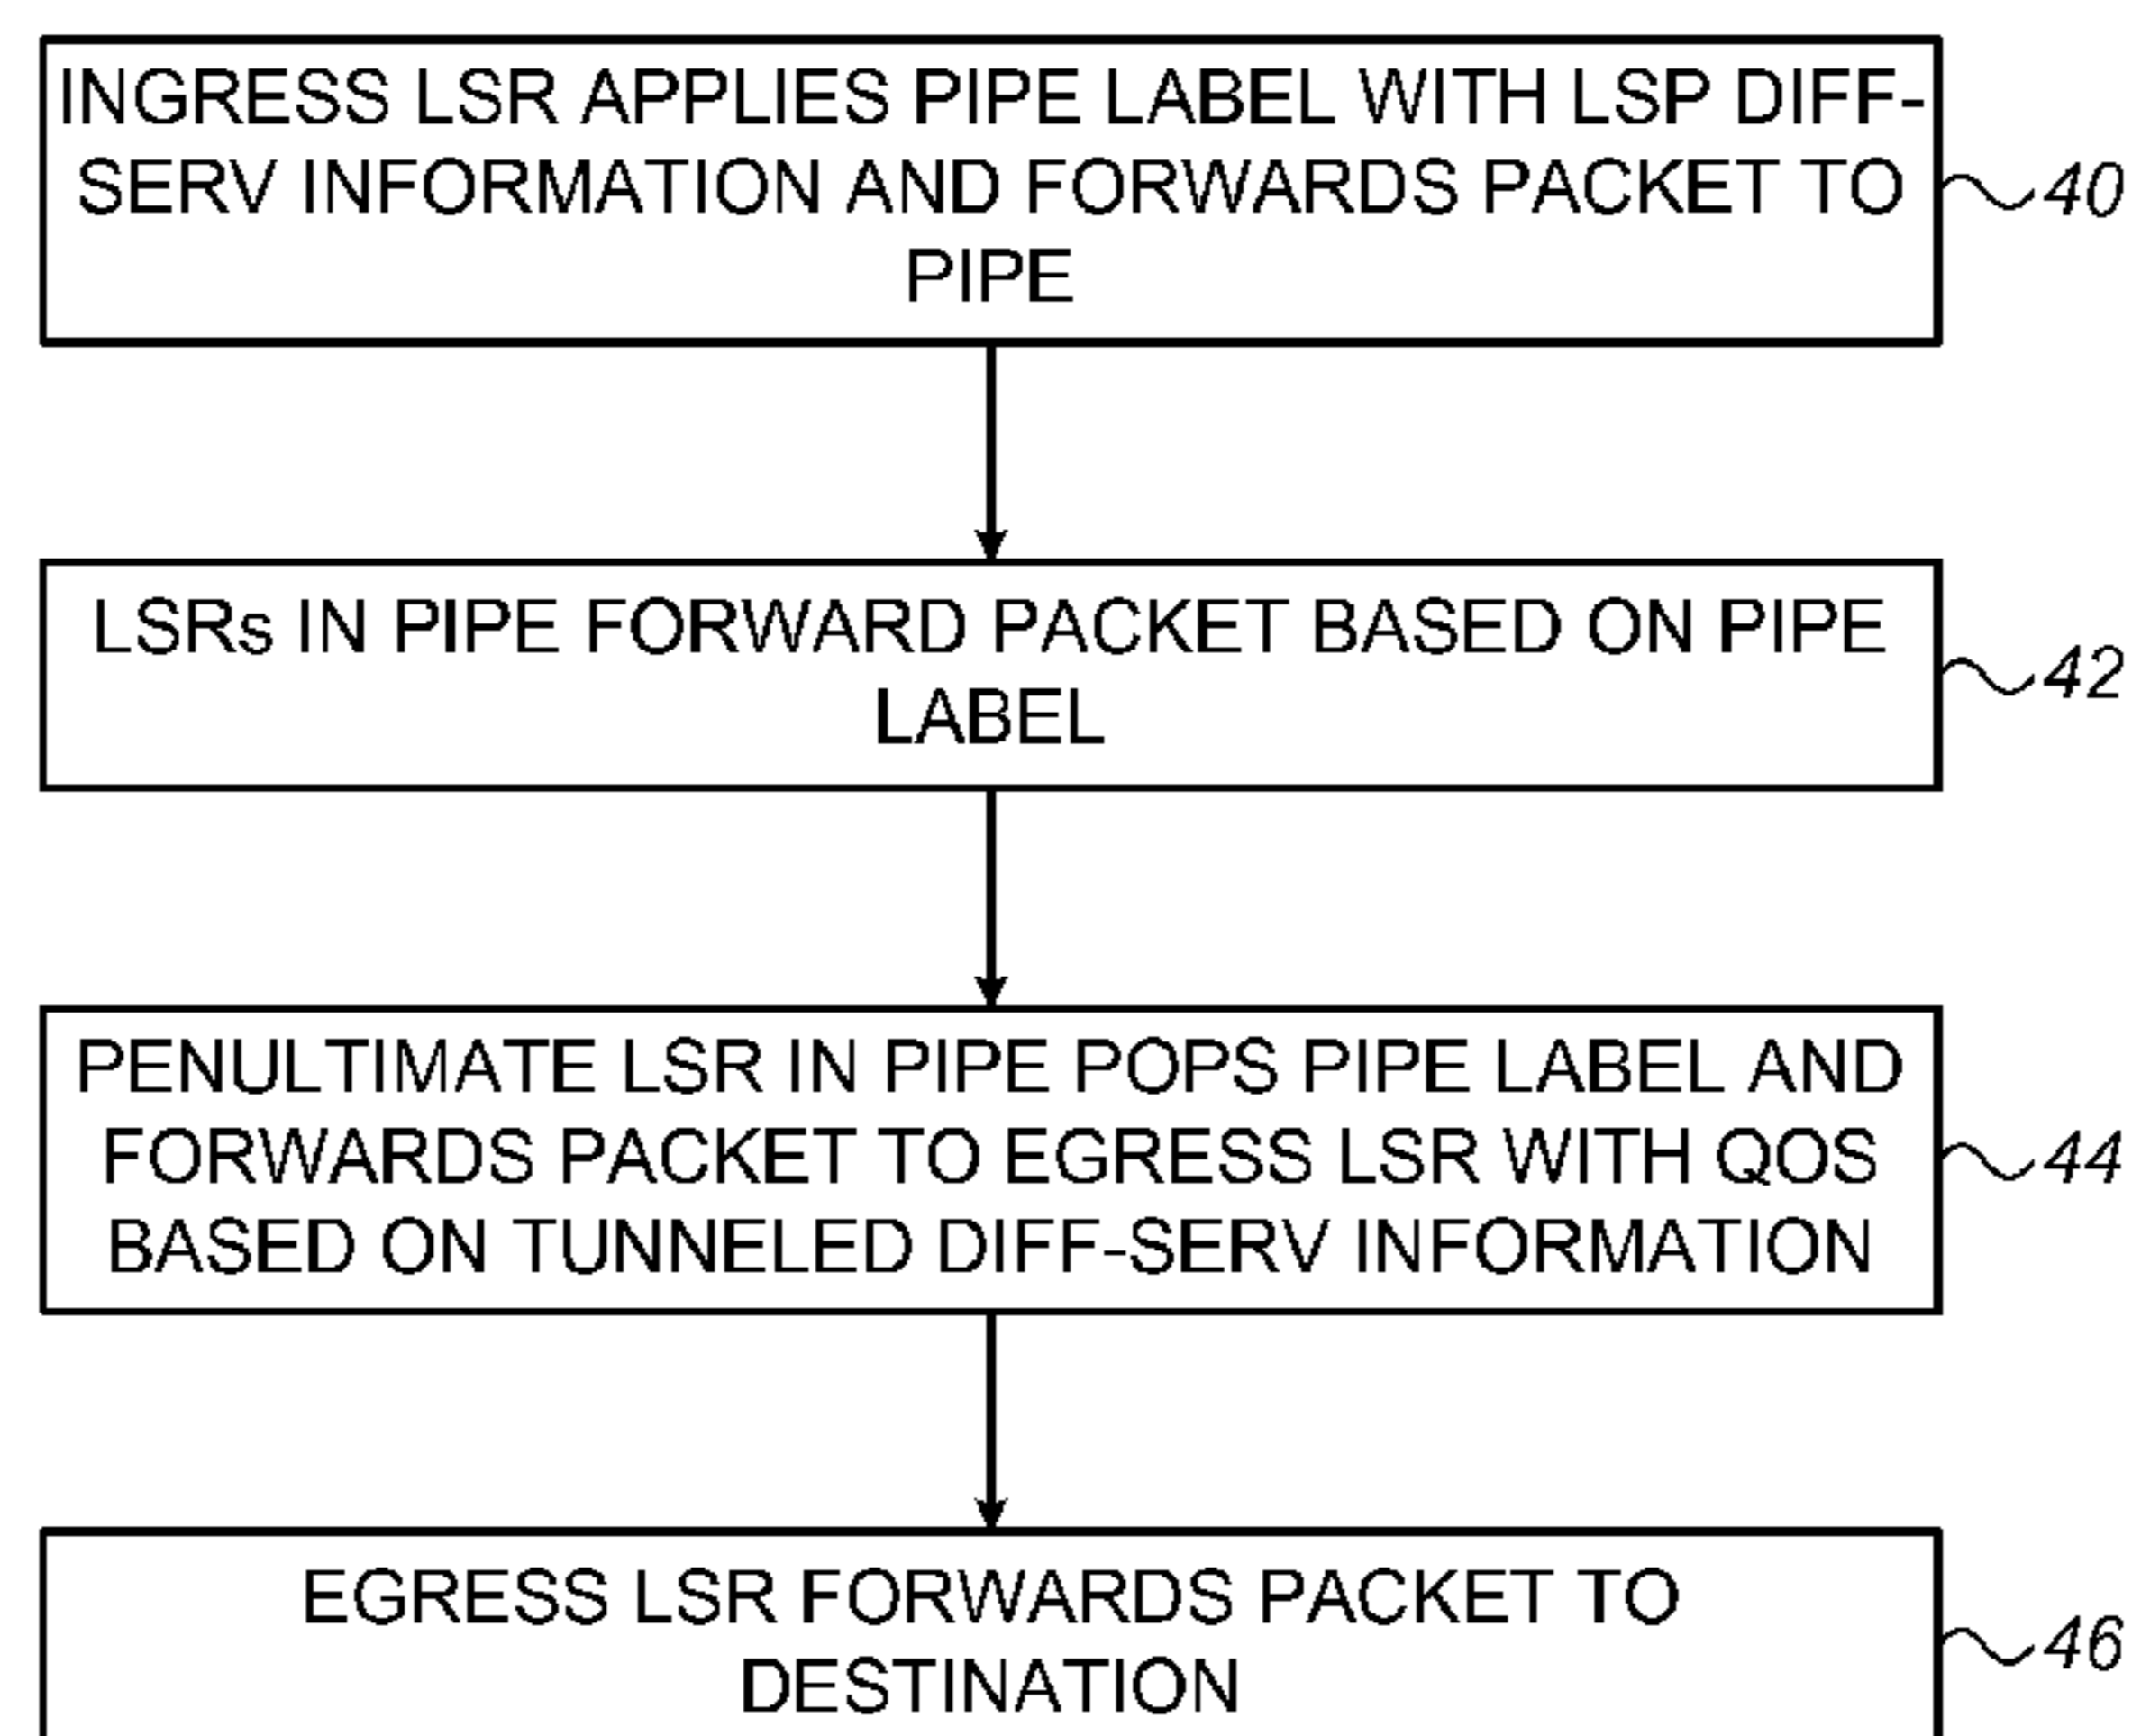 INGRESS LSR APPLIES PIPE LABEL WITH LSP DIFF-
SERV INFORMATION AND FORWARDS PACKET TO
PIPE
40
LSRs IN PIPE FORWARD PACKET BASED ON PIPE
LABEL
42
PENULTIMATE LSR IN PIPE POPS PIPE LABEL AND
FORWARDS PACKET TO EGRESS LSR WITH QOS
BASED ON TUNNELED DIFF-SERV INFORMATION
44
EGRESS LSR FORWARDS PACKET TO
DESTINATION
46